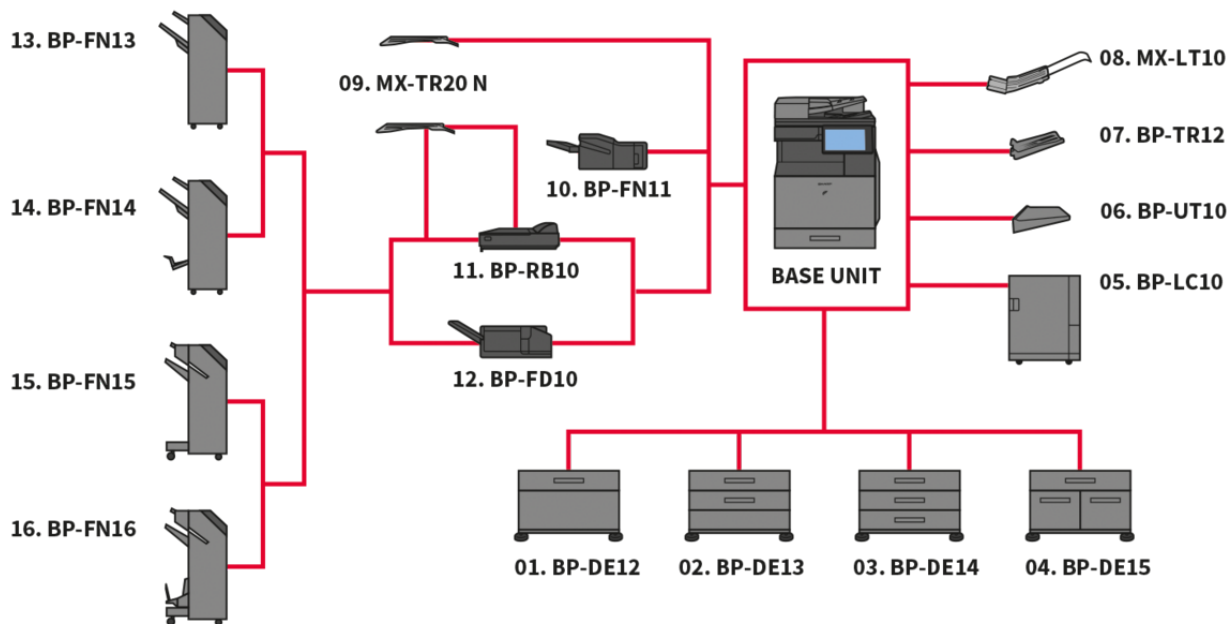 13. BP-FN13
09. MX-TR20 N
08. MX-LT10
07. BP-TR12
14. BP-FN14
10. BP-FN11
06. BP-UT10
11. BP-RB10
BASE UNIT
05. BP-LC10
15. BP-FN15
12. BP-FD10
16. BP-FN16
01. BP-DE12
02. BP-DE13
03. BP-DE14
04. BP-DE15